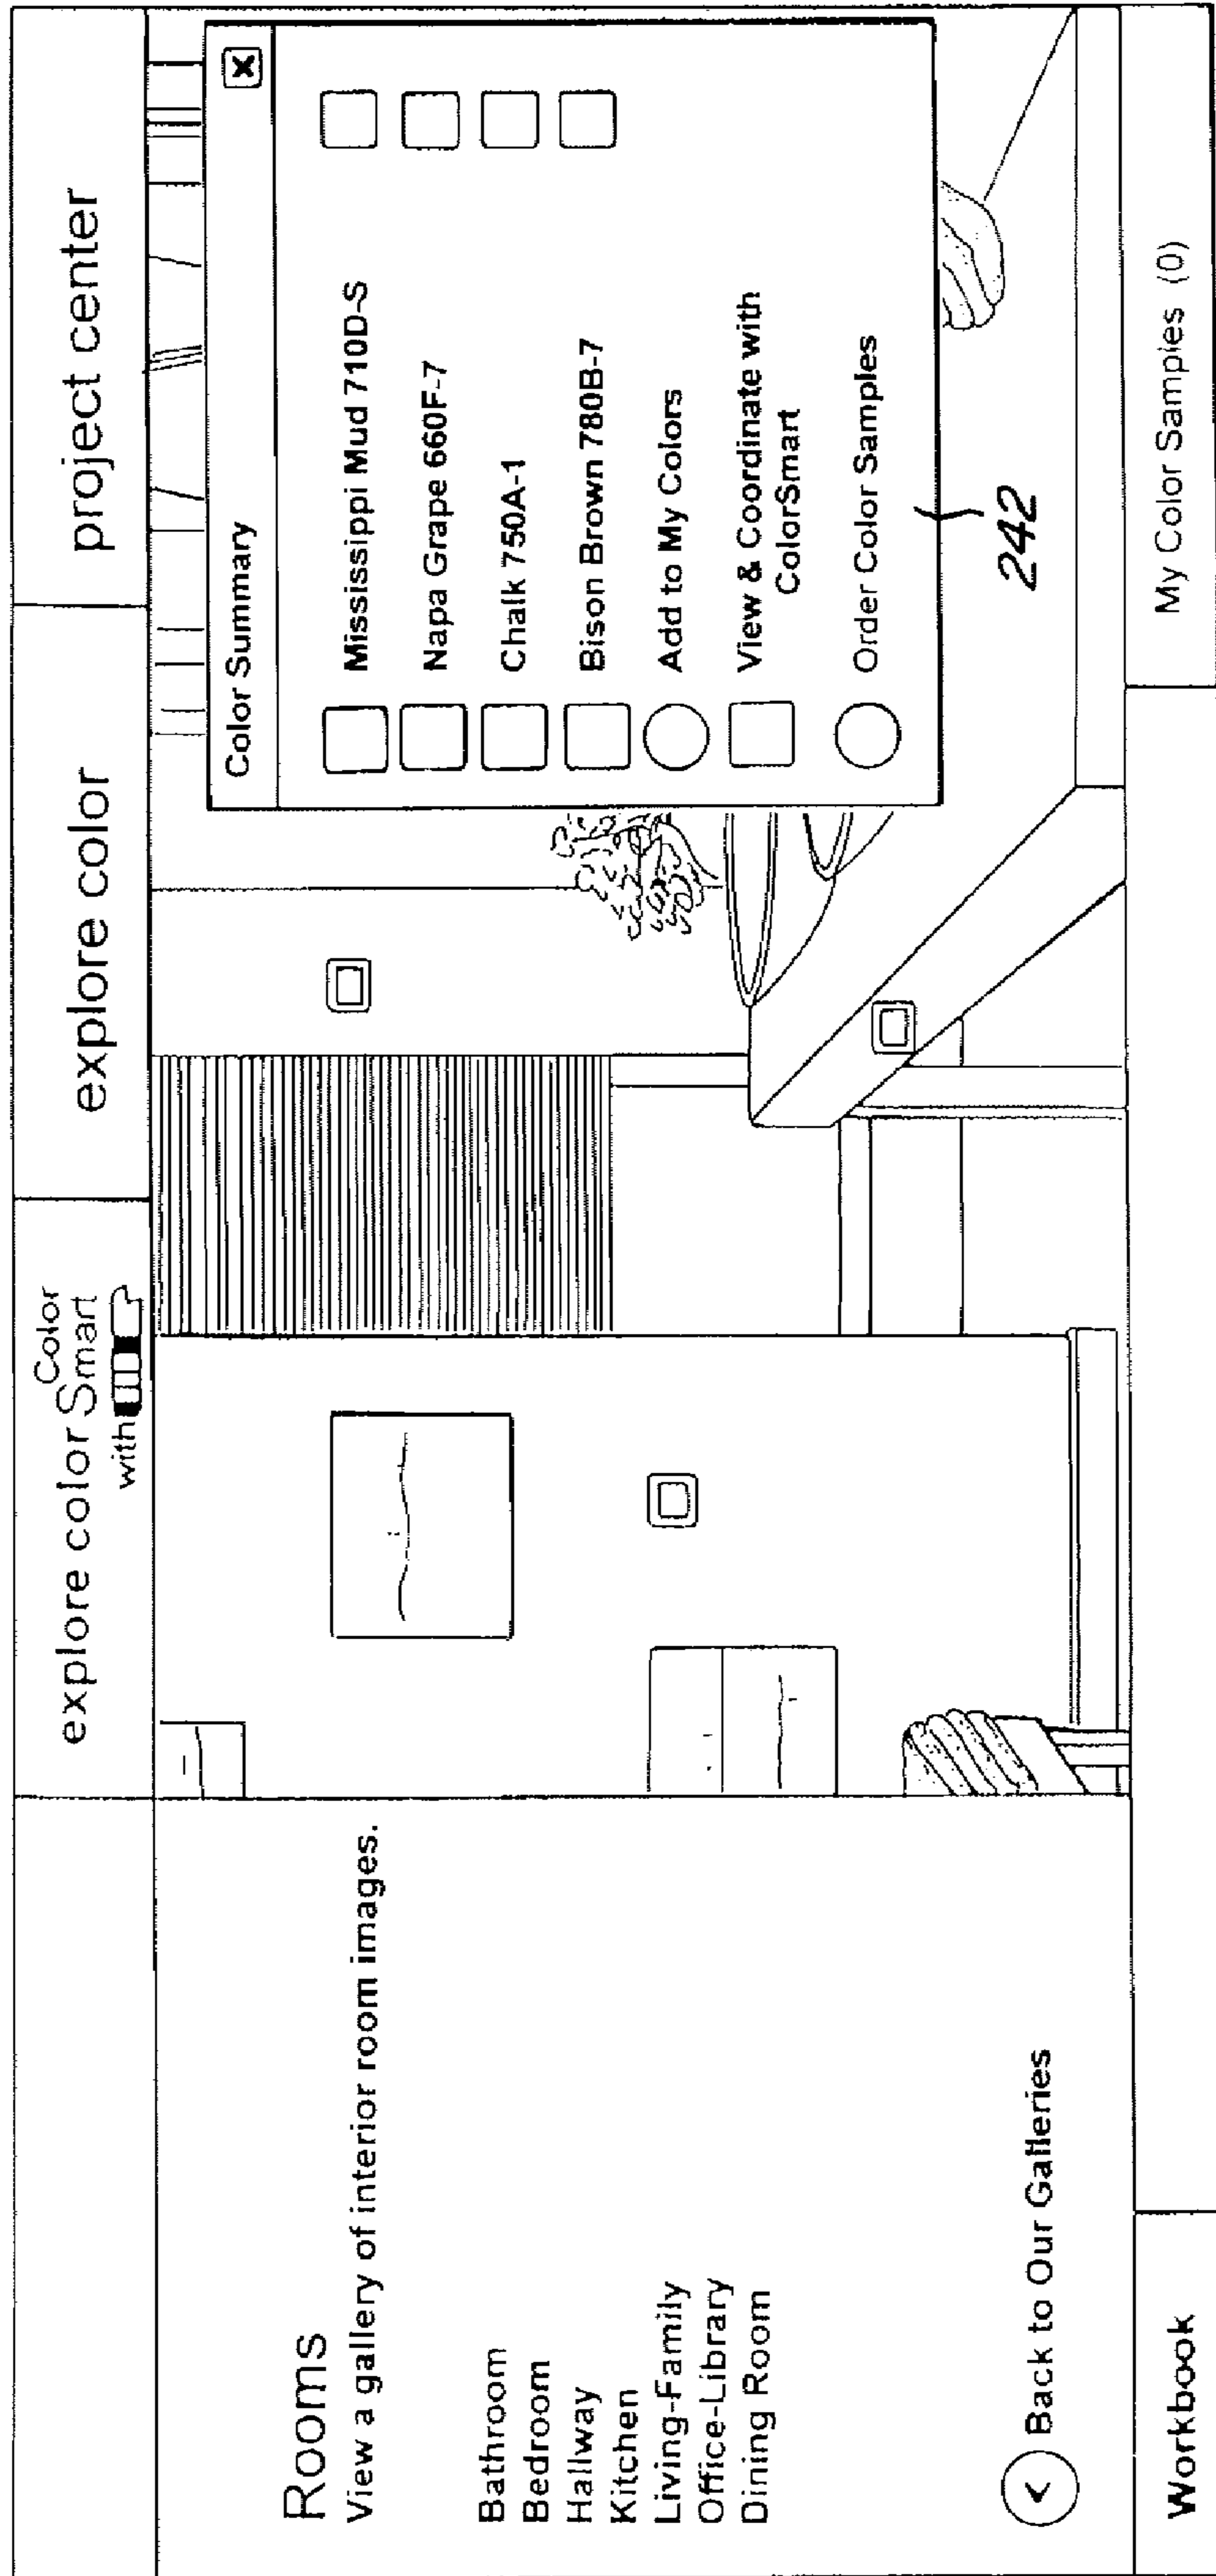 explore color
Color
Smart
with
explore color
project center
Rooms
View a gallery of interior room images.
Bathroom
Bedroom
Hallway
Kitchen
Living-Family
Office-Library
Dining Room
< Back to Our Galleries
Color Summary
X
Mississippi Mud 710D-S
Napa Grape 660F-7
Chalk 750A-1
Bison Brown 780B-7
Add to My Colors
View & Coordinate with
ColorSmart
Order Color Samples
242
Workbook
My Color Samples (0)